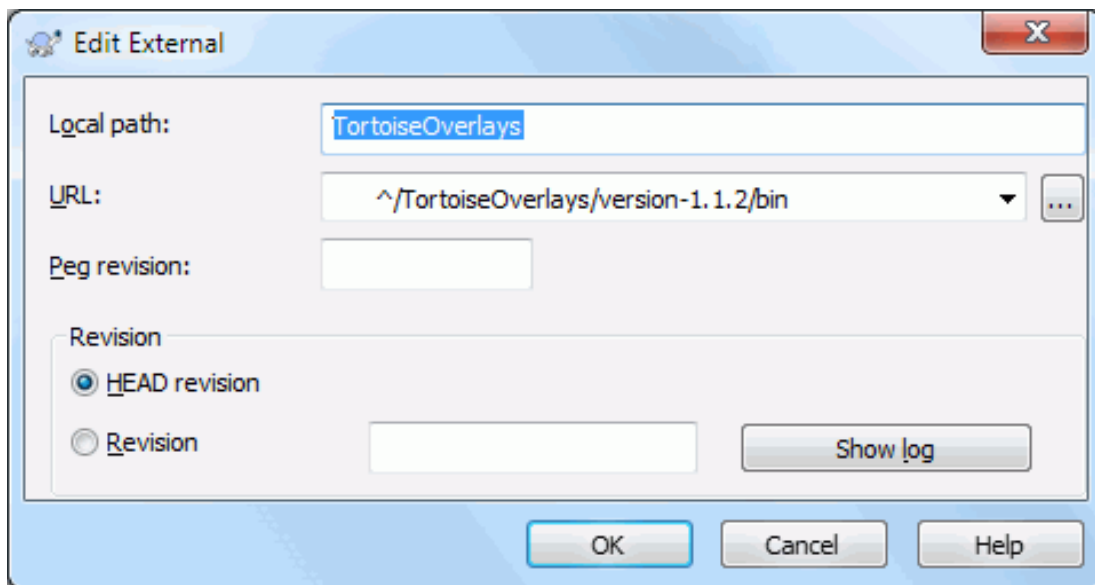 Edit External
Local path: TortoiseOverlays
URL: ^/TortoiseOverlays/version-1.1.2/bin ...
Peg revision:
Revision
HEAD revision
Revision Show log
OK Cancel Help